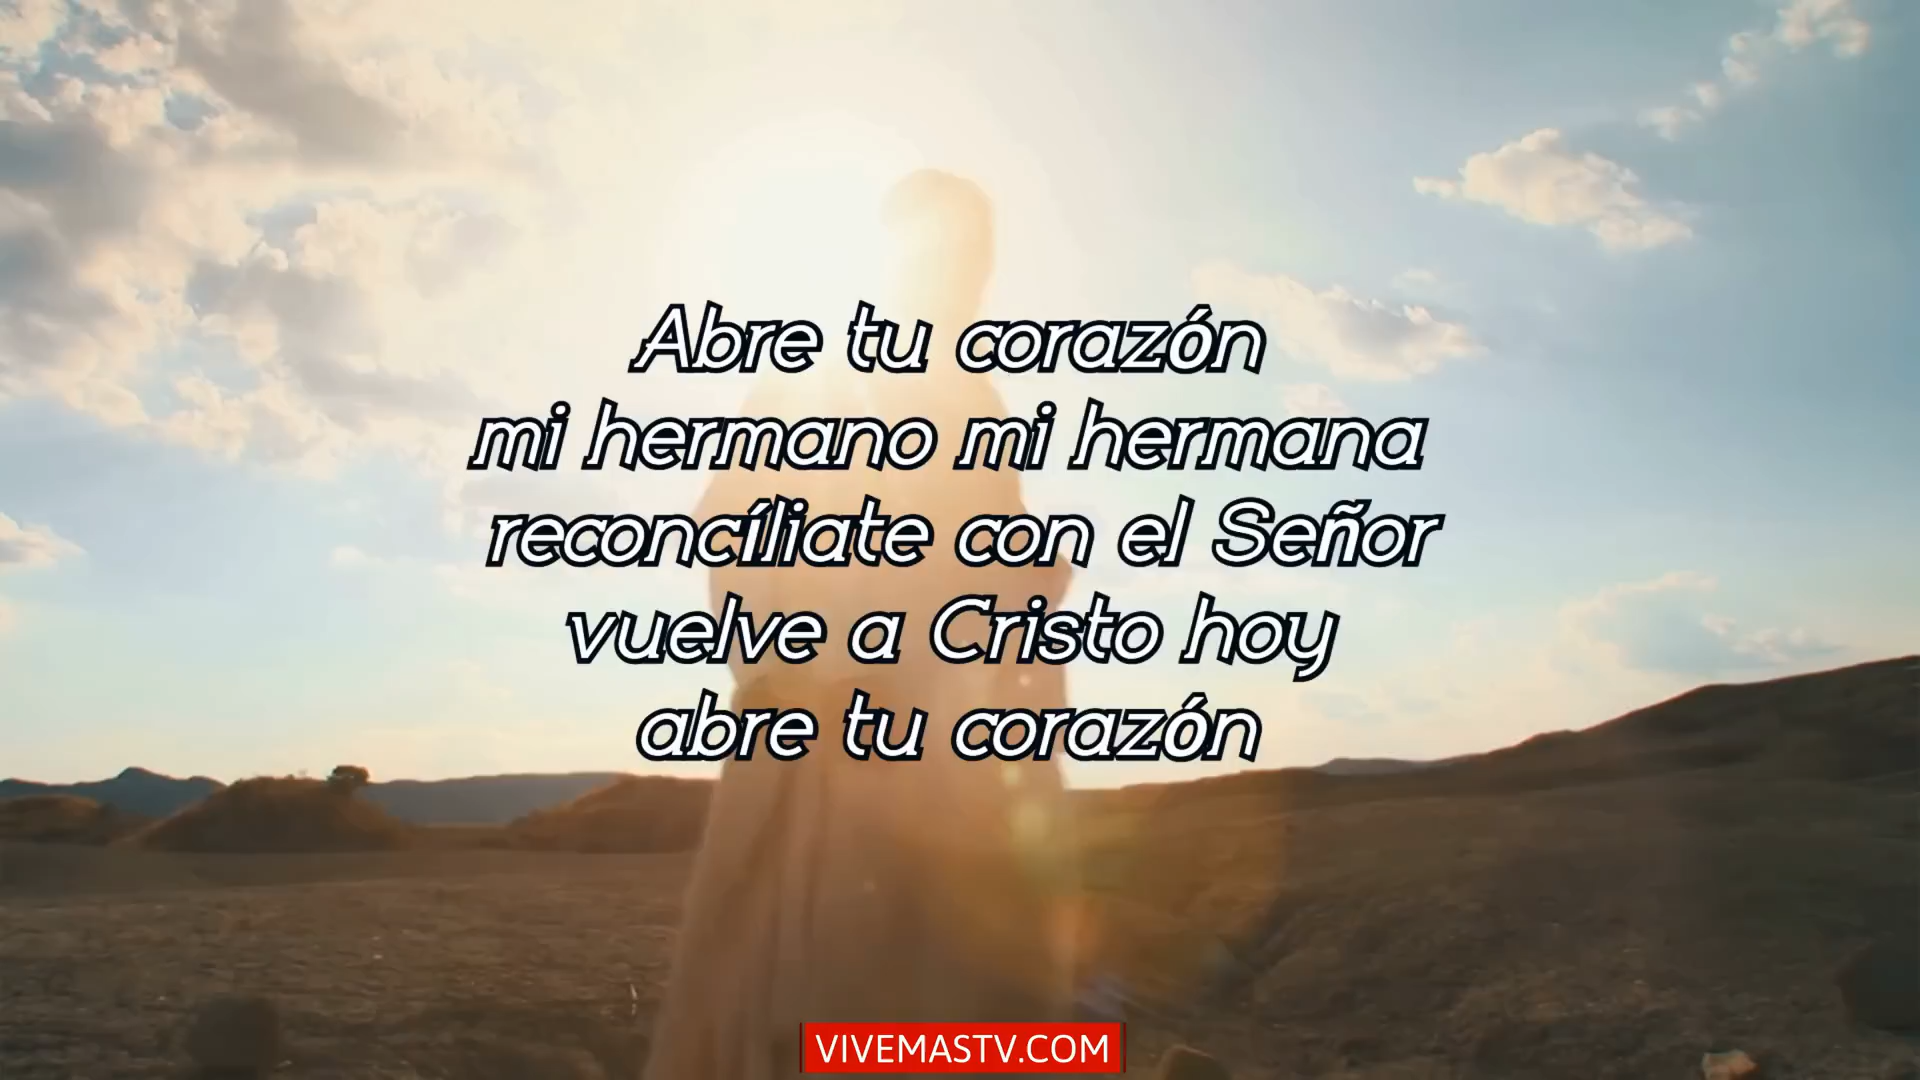 Abre tu corazón
mi hermano mi hermana
reconcíliate con el Señor
vuelve a Cristo hoy
abre tu corazón
VIVEMASTV.COM